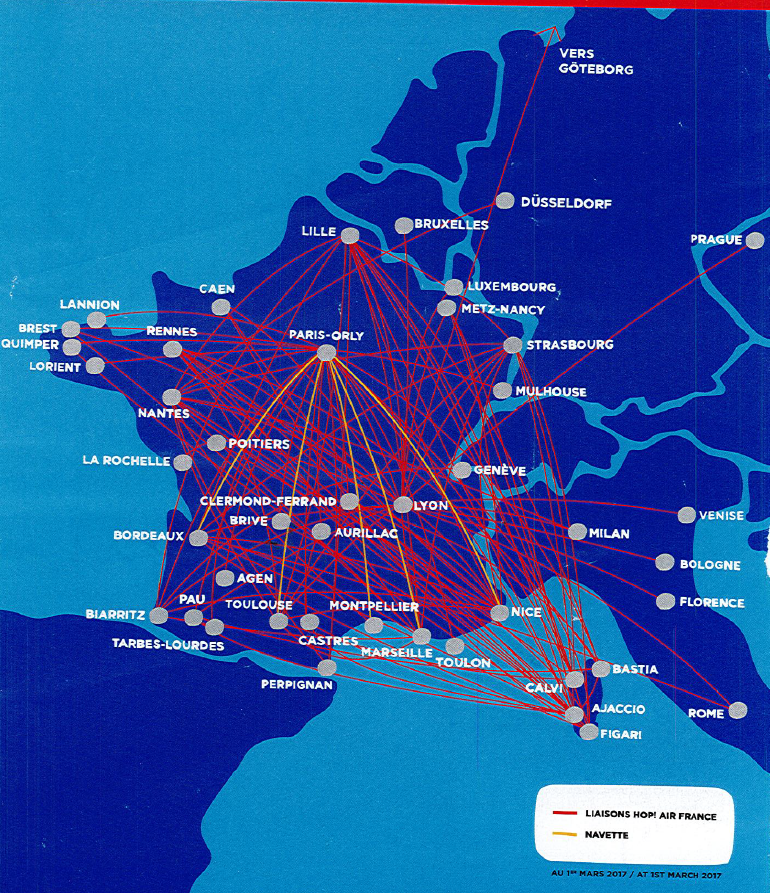 VERS
GÖTEBORG
DÜSSELDORF
BRUXELLES
LILLE
PRAGUE
LUXEMBOURG
CAEN
METZ-NANCY
LANNION
BREST
RENNES
PARIS-ORLY
QUIMPER
STRASBOURG
LORIENT
MULHOUSE
NANTES
POITIERS
LA ROCHELLE
GENÈVE
CLERMOND-FERRAND
LYON
VENISE
BRIVE
AURILLAC
MILAN
BORDEAUX
BOLOGNE
AGEN
PAU
TOULOUSE
MONTPELLIER
FLORENCE
BIARRITZ
NICE
TARBES-LOURDES
CASTRES
MARSEILLE
TOULON
BASTIA
PERPIGNAN
CALVI
AJACCIO
ROME
FIGARI
LIAISONS HOP! AIR FRANCE
NAVETTE
AU 1ER MARS 2017 / AT 1ST MARCH 2017